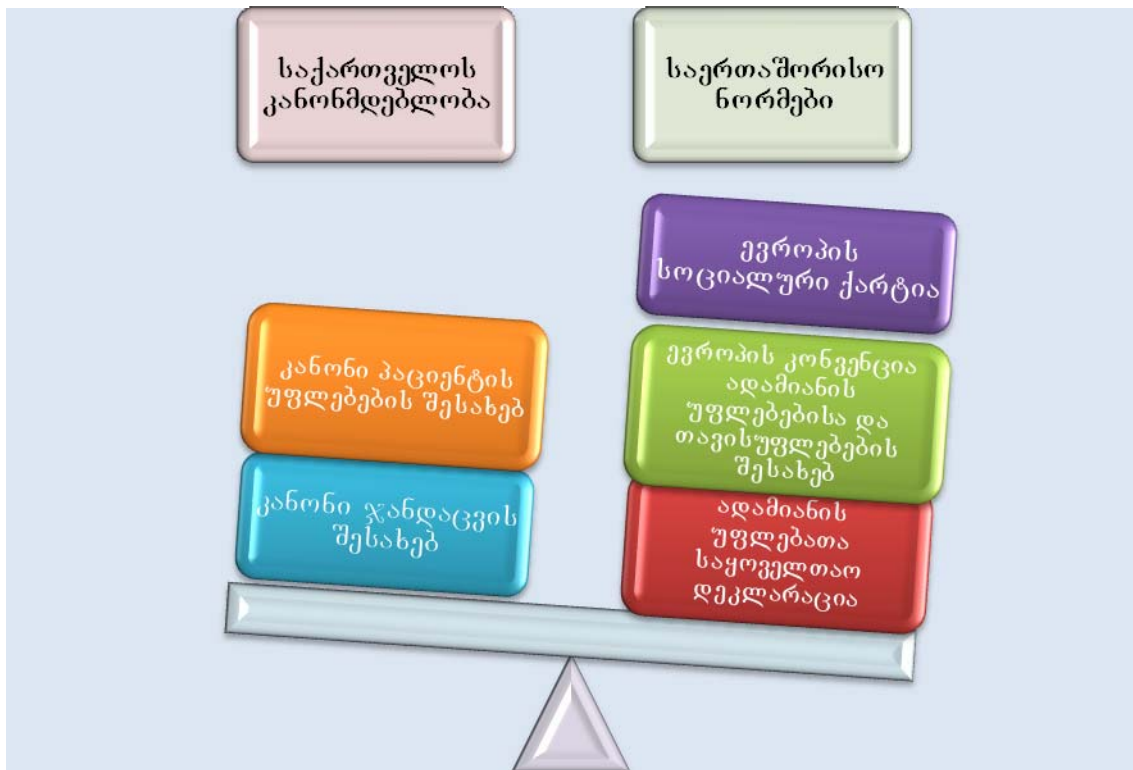 საქართველოს
კანონმდებლობა
საერთაშორისო
ნორმები
კანონი პაციენტის
უფლებების შესახებ
კანონი ჯანდაცვის
შესახებ
ევროპის
სოციალური ქარტია
ევროპის კონვენცია
ადამიანის
უფლებებისა და
თავისუფლებების
შესახებ
ადამიანის
უფლებათა
საყოველთაო
დეკლარაცია